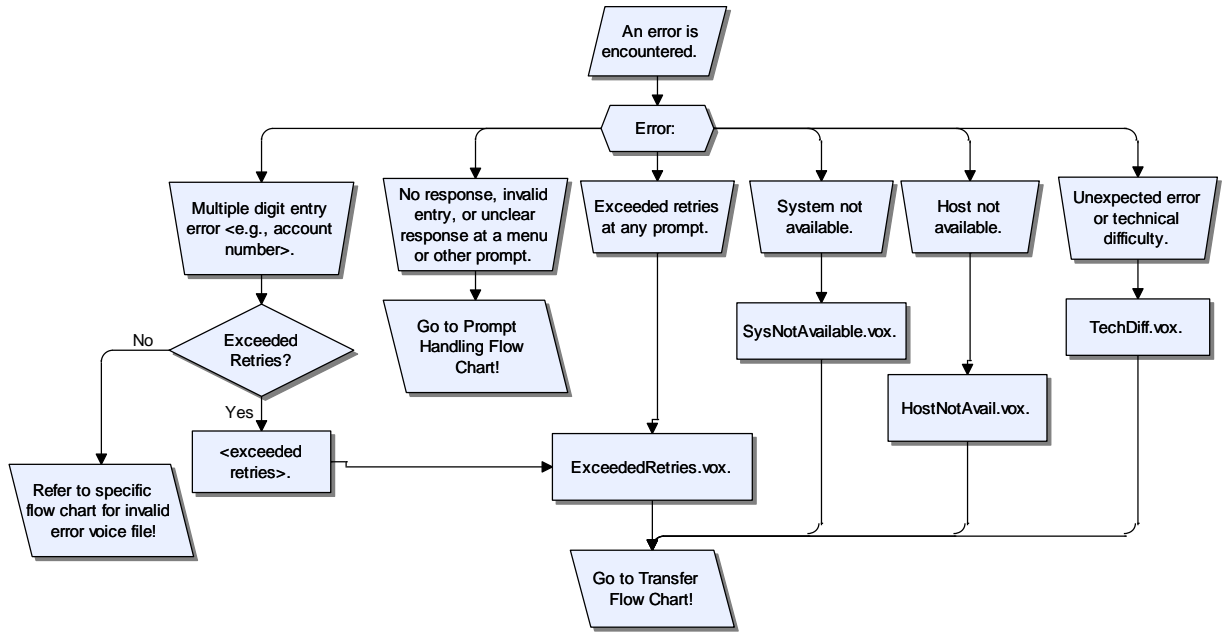 An error is
encountered.
Error:
Multiple digit entry
error <e.g., account
number>.
No response, invalid
entry, or unclear
response at a menu
or other prompt.
Exceeded retries
at any prompt.
System not
available.
Host not
available.
Unexpected error
or technical
difficulty.
Exceeded
Retries?
No
Yes
Go to Prompt
Handling Flow
Chart!
SysNotAvailable.vox.
TechDiff.vox.
HostNotAvail.vox.
<exceeded
retries>.
ExceededRetries.vox.
Refer to specific
flow chart for invalid
error voice file!
Go to Transfer
Flow Chart!